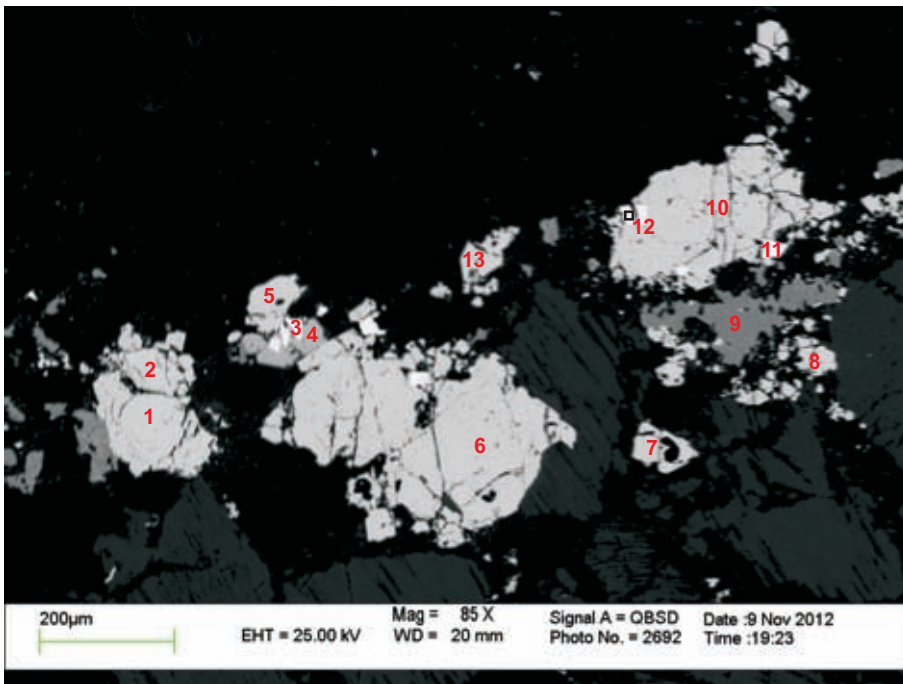 10
12
11
13
5
3
4
9
2
8
1
6
7
200µm
EHT = 25.00 kV
Mag = 85 X
WD = 20 mm
Signal A = QBSD
Photo No. = 2692
Date :9 Nov 2012
Time :19:23